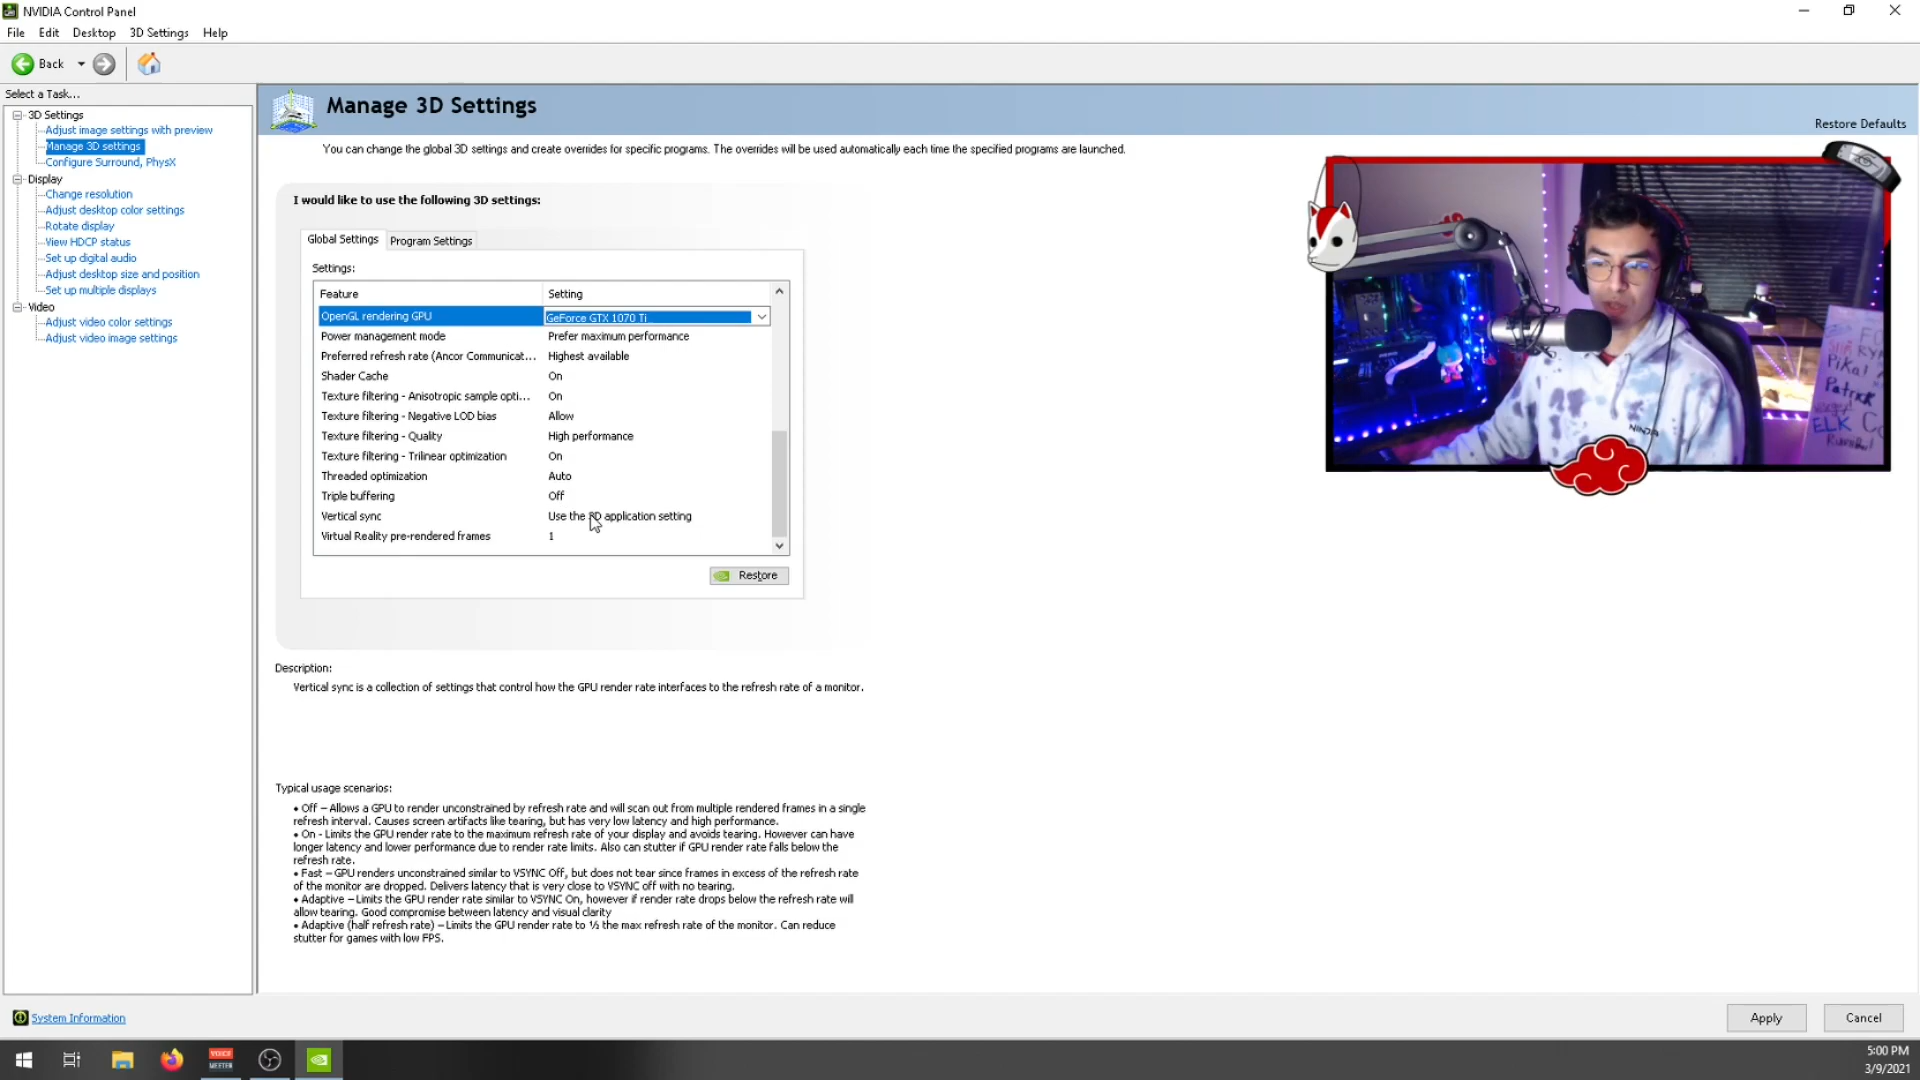 NVIDIA Control Panel
File Edit Desktop 3D Settings Help
Back
Select a Task...
3D Settings
Adjust image settings with preview
Manage 3D settings
Configure Surround, PhysX
Display
Change resolution
Adjust desktop color settings
Rotate display
View HDCP status
Set up digital audio
Adjust desktop size and position
Set up multiple displays
Video
Adjust video color settings
Adjust video image settings
Manage 3D Settings
Restore Defaults
You can change the global 3D settings and create overrides for specific programs. The overrides will be used automatically each time the specified programs are launched.
I would like to use the following 3D settings:
Global Settings Program Settings
Settings:
Feature Setting
OpenGL rendering GPU GeForce GTX 1070 Ti
Power management mode Prefer maximum performance
Preferred refresh rate (Ancor Communicat... Highest available
Shader Cache On
Texture filtering - Anisotropic sample opti... On
Texture filtering - Negative LOD bias Allow
Texture filtering - Quality High performance
Texture filtering - Trilinear optimization On
Threaded optimization Auto
Triple buffering Off
Vertical sync Use the 3D application setting
Virtual Reality pre-rendered frames 1
Restore
Description:
Vertical sync is a collection of settings that control how the GPU render rate interfaces to the refresh rate of a monitor.
Typical usage scenarios:
• Off – Allows a GPU to render unconstrained by refresh rate and will scan out from multiple rendered frames in a single
refresh interval. Causes screen artifacts like tearing, but has very low latency and high performance.
• On - Limits the GPU render rate to the maximum refresh rate of your display and avoids tearing. However can have
longer latency and lower performance due to render rate limits. Also can stutter if GPU render rate falls below the
refresh rate.
• Fast – GPU renders unconstrained similar to VSYNC Off, but does not tear since frames in excess of the refresh rate
of the monitor are dropped. Delivers latency that is very close to VSYNC off with no tearing.
• Adaptive – Limits the GPU render rate similar to VSYNC On, however if render rate drops below the refresh rate will
allow tearing. Good compromise between latency and visual clarity
• Adaptive (half refresh rate) – Limits the GPU render rate to ½ the max refresh rate of the monitor. Can reduce
stutter for games with low FPS.
Pika!
Patrick
ELK
NINJA
System Information
Apply Cancel
VOICE
MEETER
5:00 PM
3/9/2021